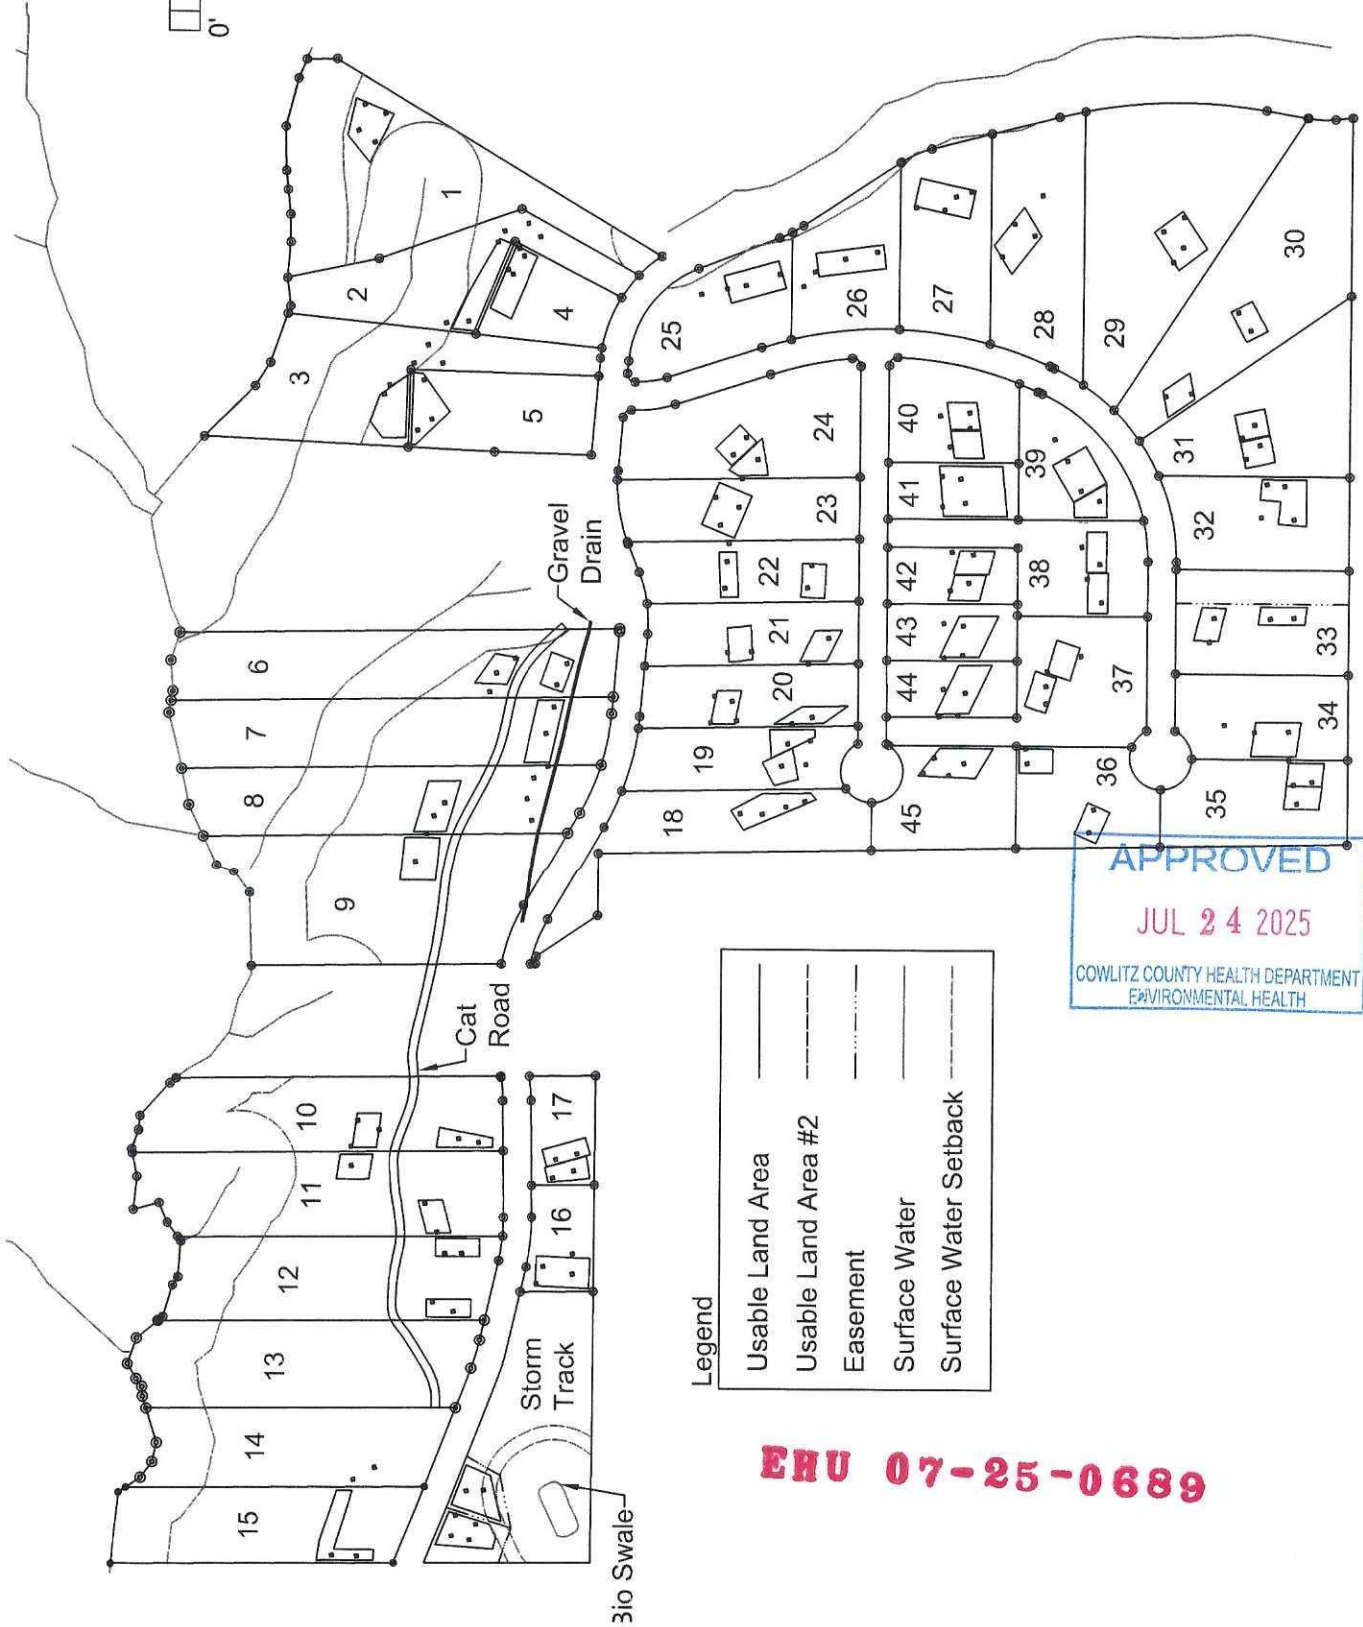 0'
1
2
3
4
5
6
7
8
9
10
11
12
13
14
15
16
17
18
19
20
21
22
23
24
25
26
27
28
29
30
31
32
33
34
35
36
37
38
39
40
41
42
43
44
45
Gravel
Drain
Cat
Road
Storm
Track
Bio Swale
Legend
Usable Land Area
Usable Land Area #2
Easement
Surface Water
Surface Water Setback
APPROVED
JUL 24 2025
COWLITZ COUNTY HEALTH DEPARTMENT
ENVIRONMENTAL HEALTH
EHU 07-25-0689